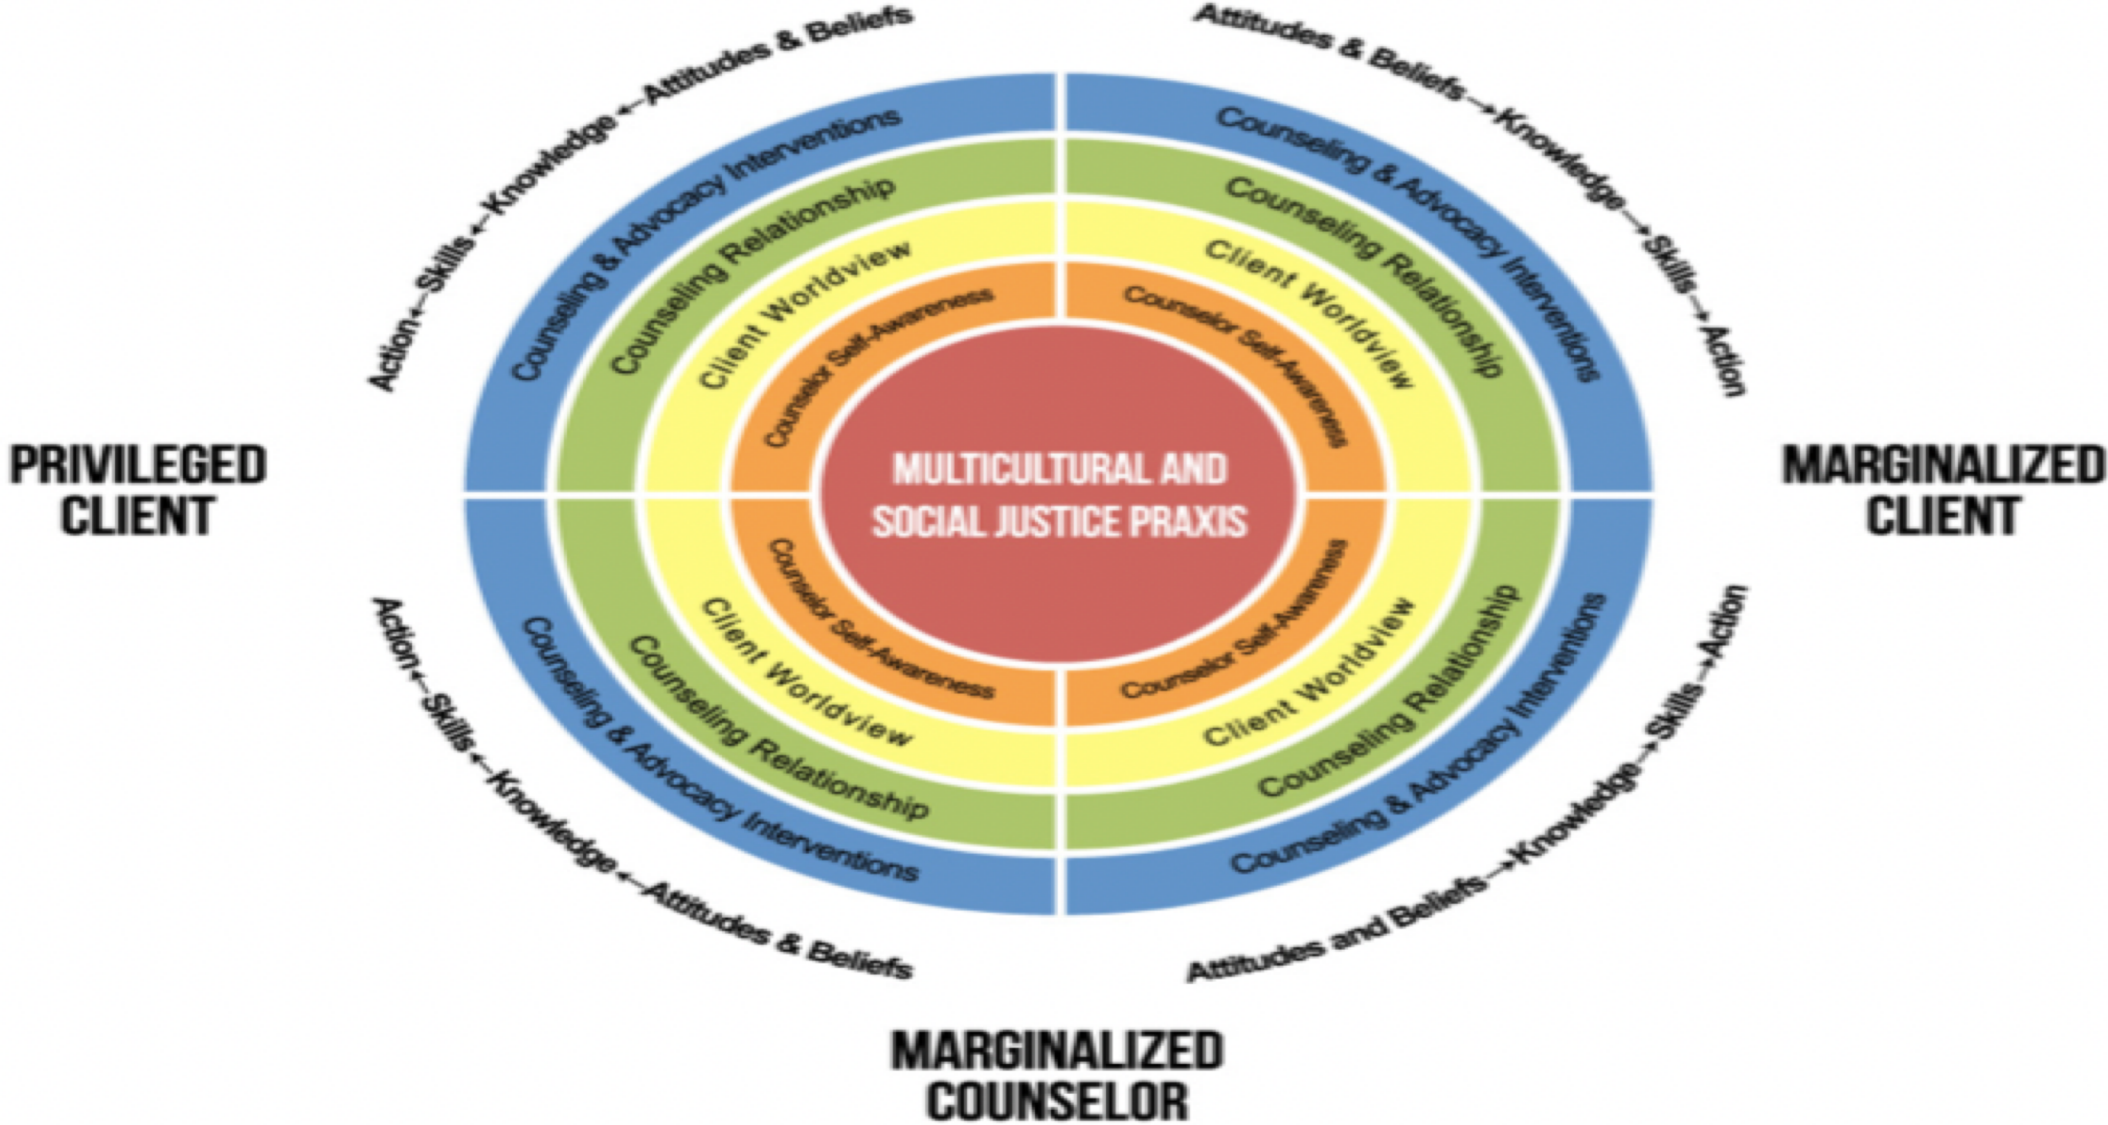 Attitudes & Beliefs
→Knowledge
→Skills
→Action
Action←Skills←Knowledge←Attitudes & Beliefs
Counseling & Advocacy Interventions
Counseling & Advocacy Interventions
Counseling Relationship
Counseling Relationship
Client Worldview
Client Worldview
Counselor Self-Awareness
Counselor Self-Awareness
PRIVILEGED
CLIENT
MULTICULTURAL AND
SOCIAL JUSTICE PRAXIS
MARGINALIZED
CLIENT
Counselor Self-Awareness
Counselor Self-Awareness
Client Worldview
Client Worldview
Counseling Relationship
Counseling Relationship
Counseling & Advocacy Interventions
Counseling & Advocacy Interventions
Action←Skills←Knowledge←Attitudes & Beliefs
Attitudes and Beliefs→Knowledge→Skills→Action
MARGINALIZED
COUNSELOR